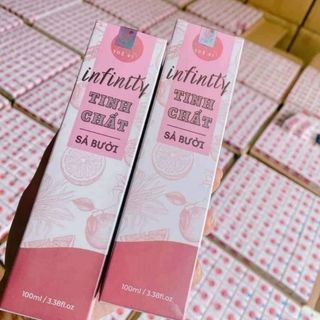 infinity
TINH
CHẤT
SẢ BƯỞI
100ml / 3.38fl.oz
infinity
TINH
CHẤT
SẢ BƯỞI
100ml / 3.38fl.oz